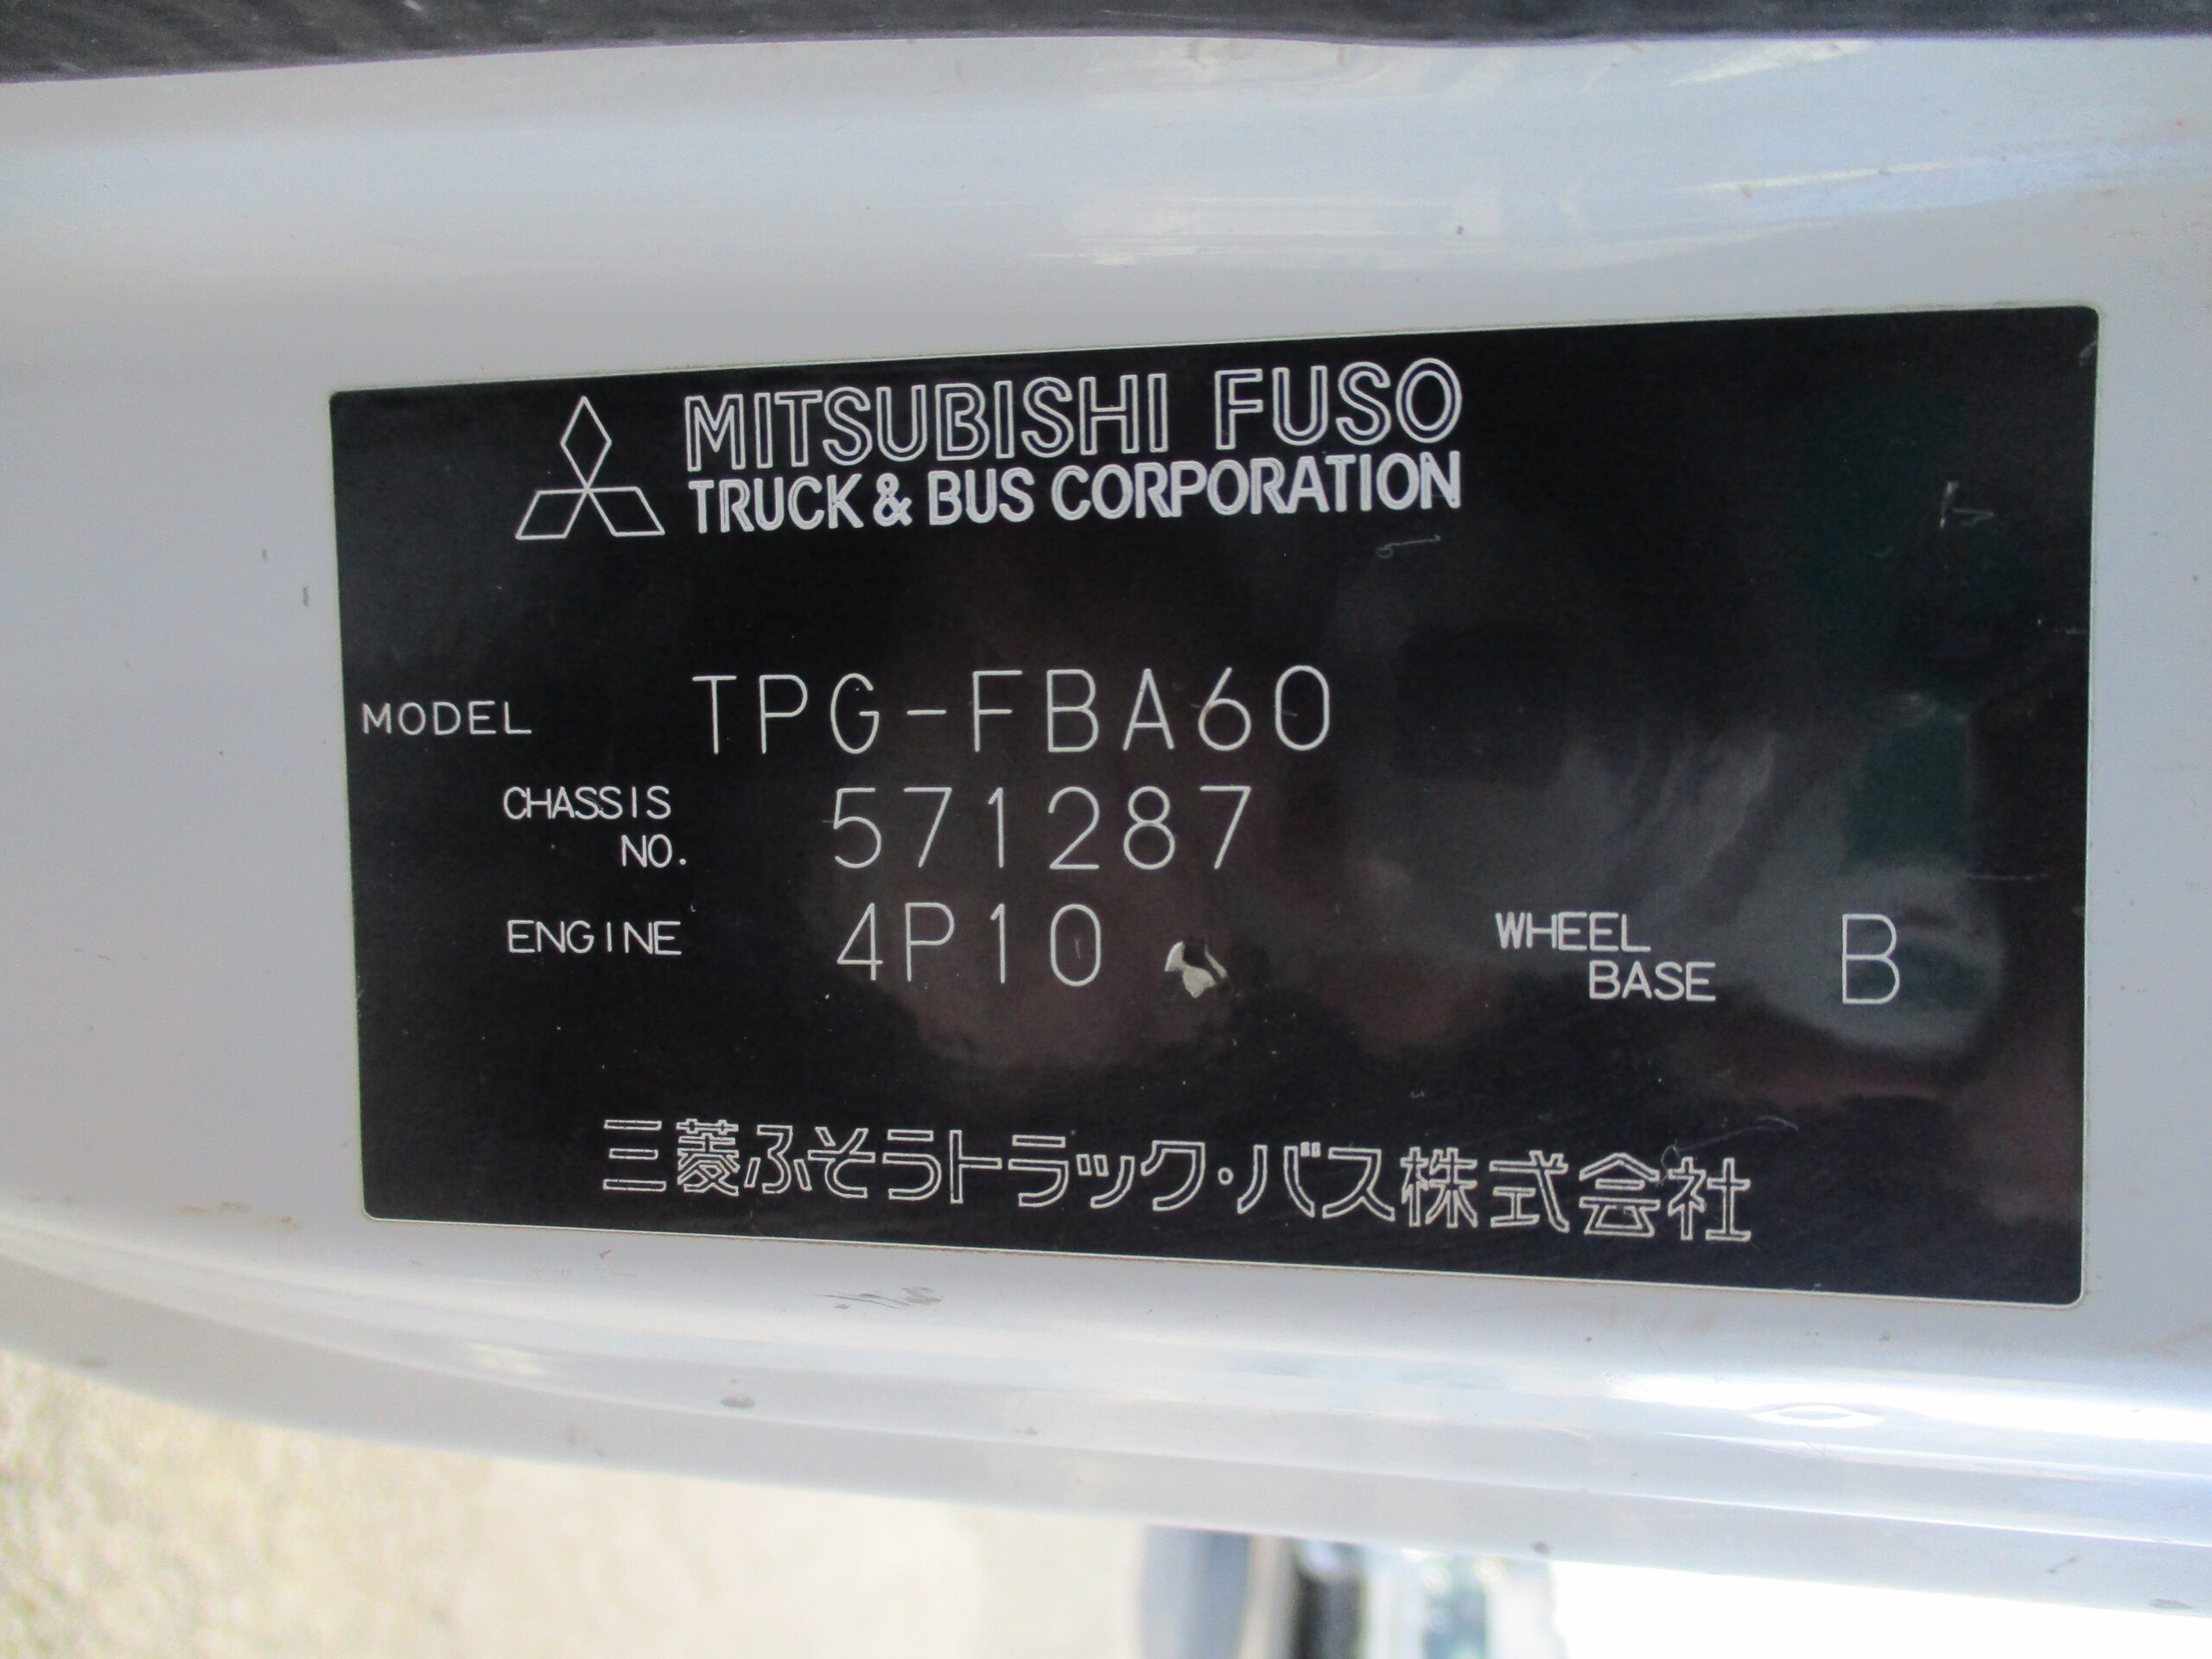 MITSUBISHI FUSO
TRUCK & BUS CORPORATION
MODEL TPG-FBA60
CHASSIS NO. 571287
ENGINE 4P10 WHEEL BASE B
三菱ふそうトラック・バス株式会社